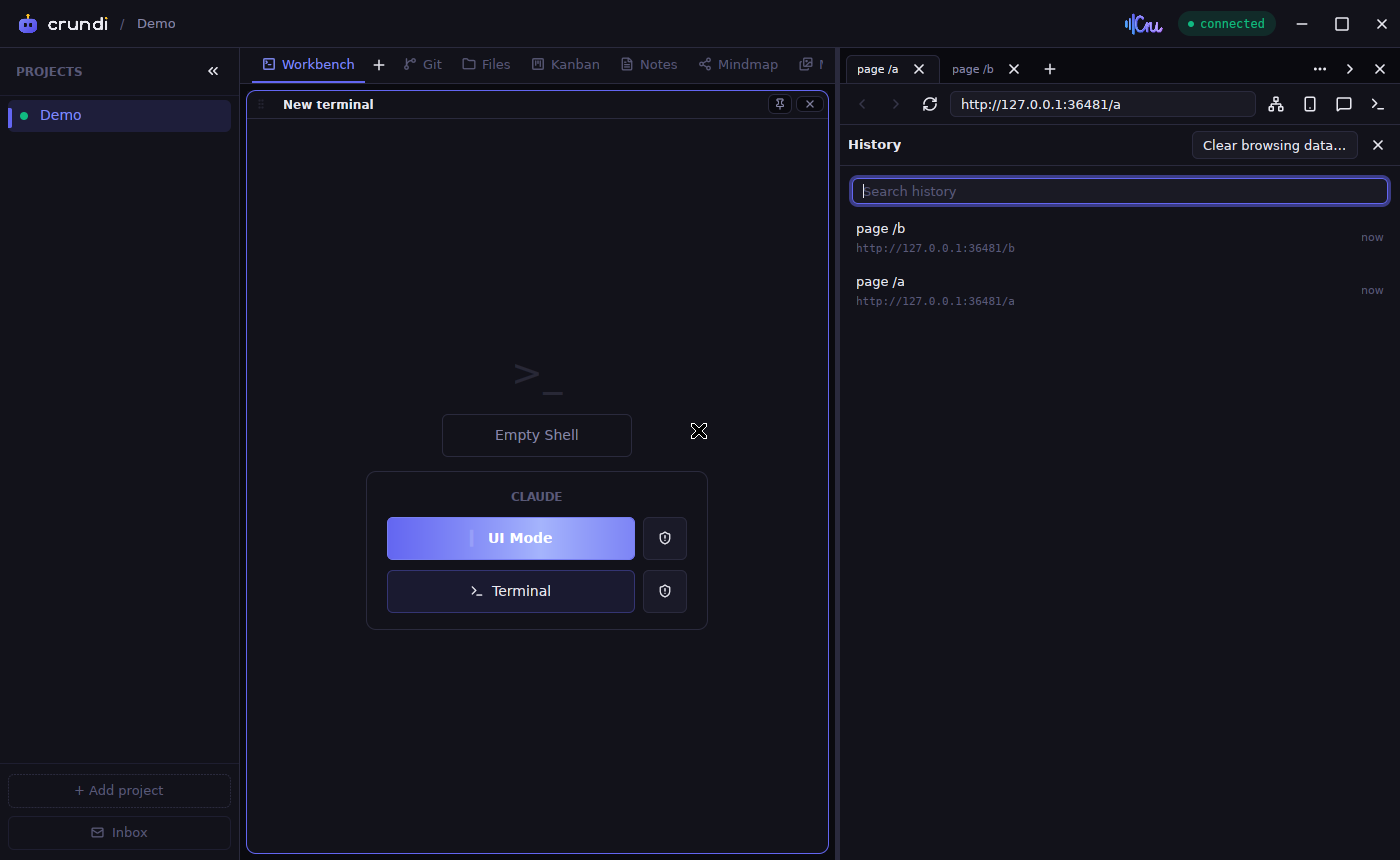 crundi / Demo
Cru
connected
PROJECTS
Demo
+ Add project
Inbox
Workbench
Git
Files
Kanban
Notes
Mindmap
New terminal
>_
Empty Shell
CLAUDE
UI Mode
Terminal
page /a
page /b
http://127.0.0.1:36481/a
History
Clear browsing data...
Search history
page /b
now
http://127.0.0.1:36481/b
page /a
now
http://127.0.0.1:36481/a